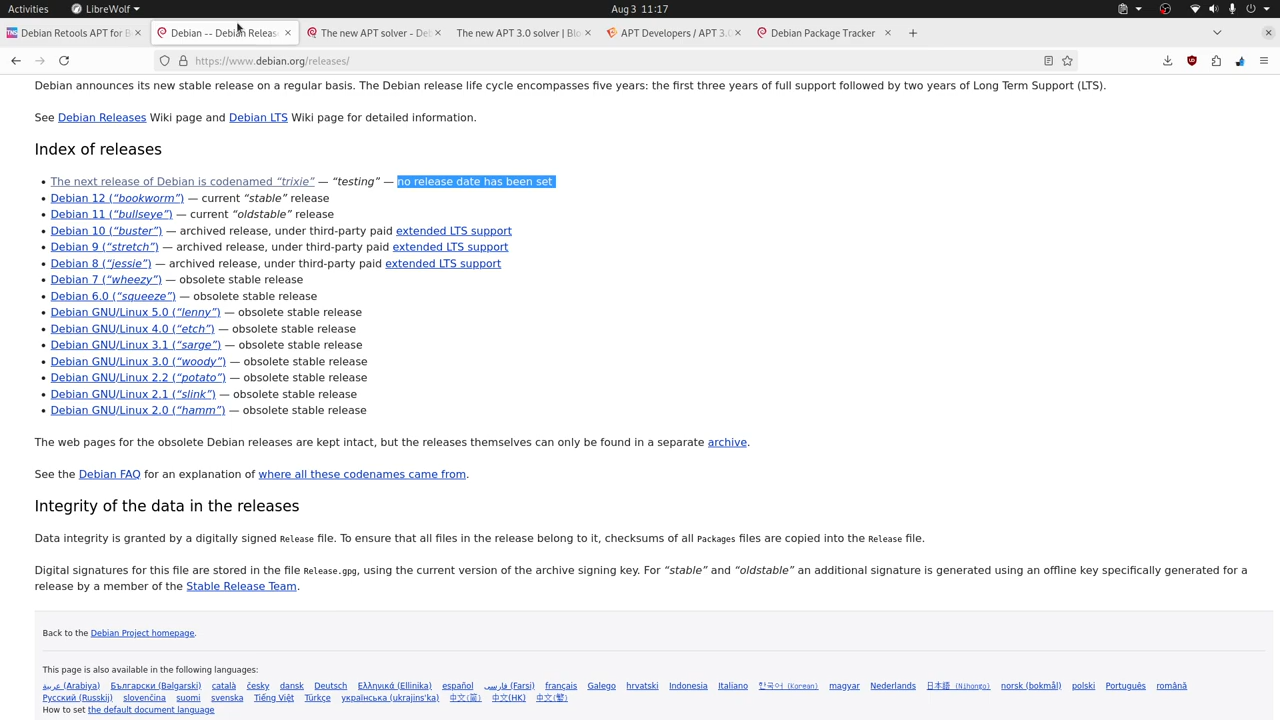 Activities
LibreWolf
Aug 3 11:17
Debian Retools APT for B
Debian -- Debian Releas
The new APT solver – Det
The new APT 3.0 solver | Blo
APT Developers / APT 3.0
Debian Package Tracker
https://www.debian.org/releases/
Debian announces its new stable release on a regular basis. The Debian release life cycle encompasses five years: the first three years of full support followed by two years of Long Term Support (LTS).
See Debian Releases Wiki page and Debian LTS Wiki page for detailed information.
Index of releases
• The next release of Debian is codenamed “trixie” — “testing” — no release date has been set
• Debian 12 (“bookworm”) — current “stable” release
• Debian 11 (“bullseye”) — current “oldstable” release
• Debian 10 (“buster”) — archived release, under third-party paid extended LTS support
• Debian 9 (“stretch”) — archived release, under third-party paid extended LTS support
• Debian 8 (“jessie”) — archived release, under third-party paid extended LTS support
• Debian 7 (“wheezy”) — obsolete stable release
• Debian 6.0 (“squeeze”) — obsolete stable release
• Debian GNU/Linux 5.0 (“lenny”) — obsolete stable release
• Debian GNU/Linux 4.0 (“etch”) — obsolete stable release
• Debian GNU/Linux 3.1 (“sarge”) — obsolete stable release
• Debian GNU/Linux 3.0 (“woody”) — obsolete stable release
• Debian GNU/Linux 2.2 (“potato”) — obsolete stable release
• Debian GNU/Linux 2.1 (“slink”) — obsolete stable release
• Debian GNU/Linux 2.0 (“hamm”) — obsolete stable release
The web pages for the obsolete Debian releases are kept intact, but the releases themselves can only be found in a separate archive.
See the Debian FAQ for an explanation of where all these codenames came from.
Integrity of the data in the releases
Data integrity is granted by a digitally signed Release file. To ensure that all files in the release belong to it, checksums of all Packages files are copied into the Release file.
Digital signatures for this file are stored in the file Release.gpg, using the current version of the archive signing key. For “stable” and “oldstable” an additional signature is generated using an offline key specifically generated for a
release by a member of the Stable Release Team.
Back to the Debian Project homepage.
This page is also available in the following languages:
عربية (Arabiya) Български (Bəlgarski) català česky dansk Deutsch Ελληνικά (Ellinika) español فارسی (Farsi) français Galego hrvatski Indonesia Italiano 한국어 (Korean) magyar Nederlands 日本語 (Nihongo) norsk (bokmål) polski Português română
Русский (Russkij) slovenčina suomi svenska Tiếng Việt Türkçe українська (ukrajins'ka) 中文(简) 中文(HK) 中文(繁)
How to set the default document language